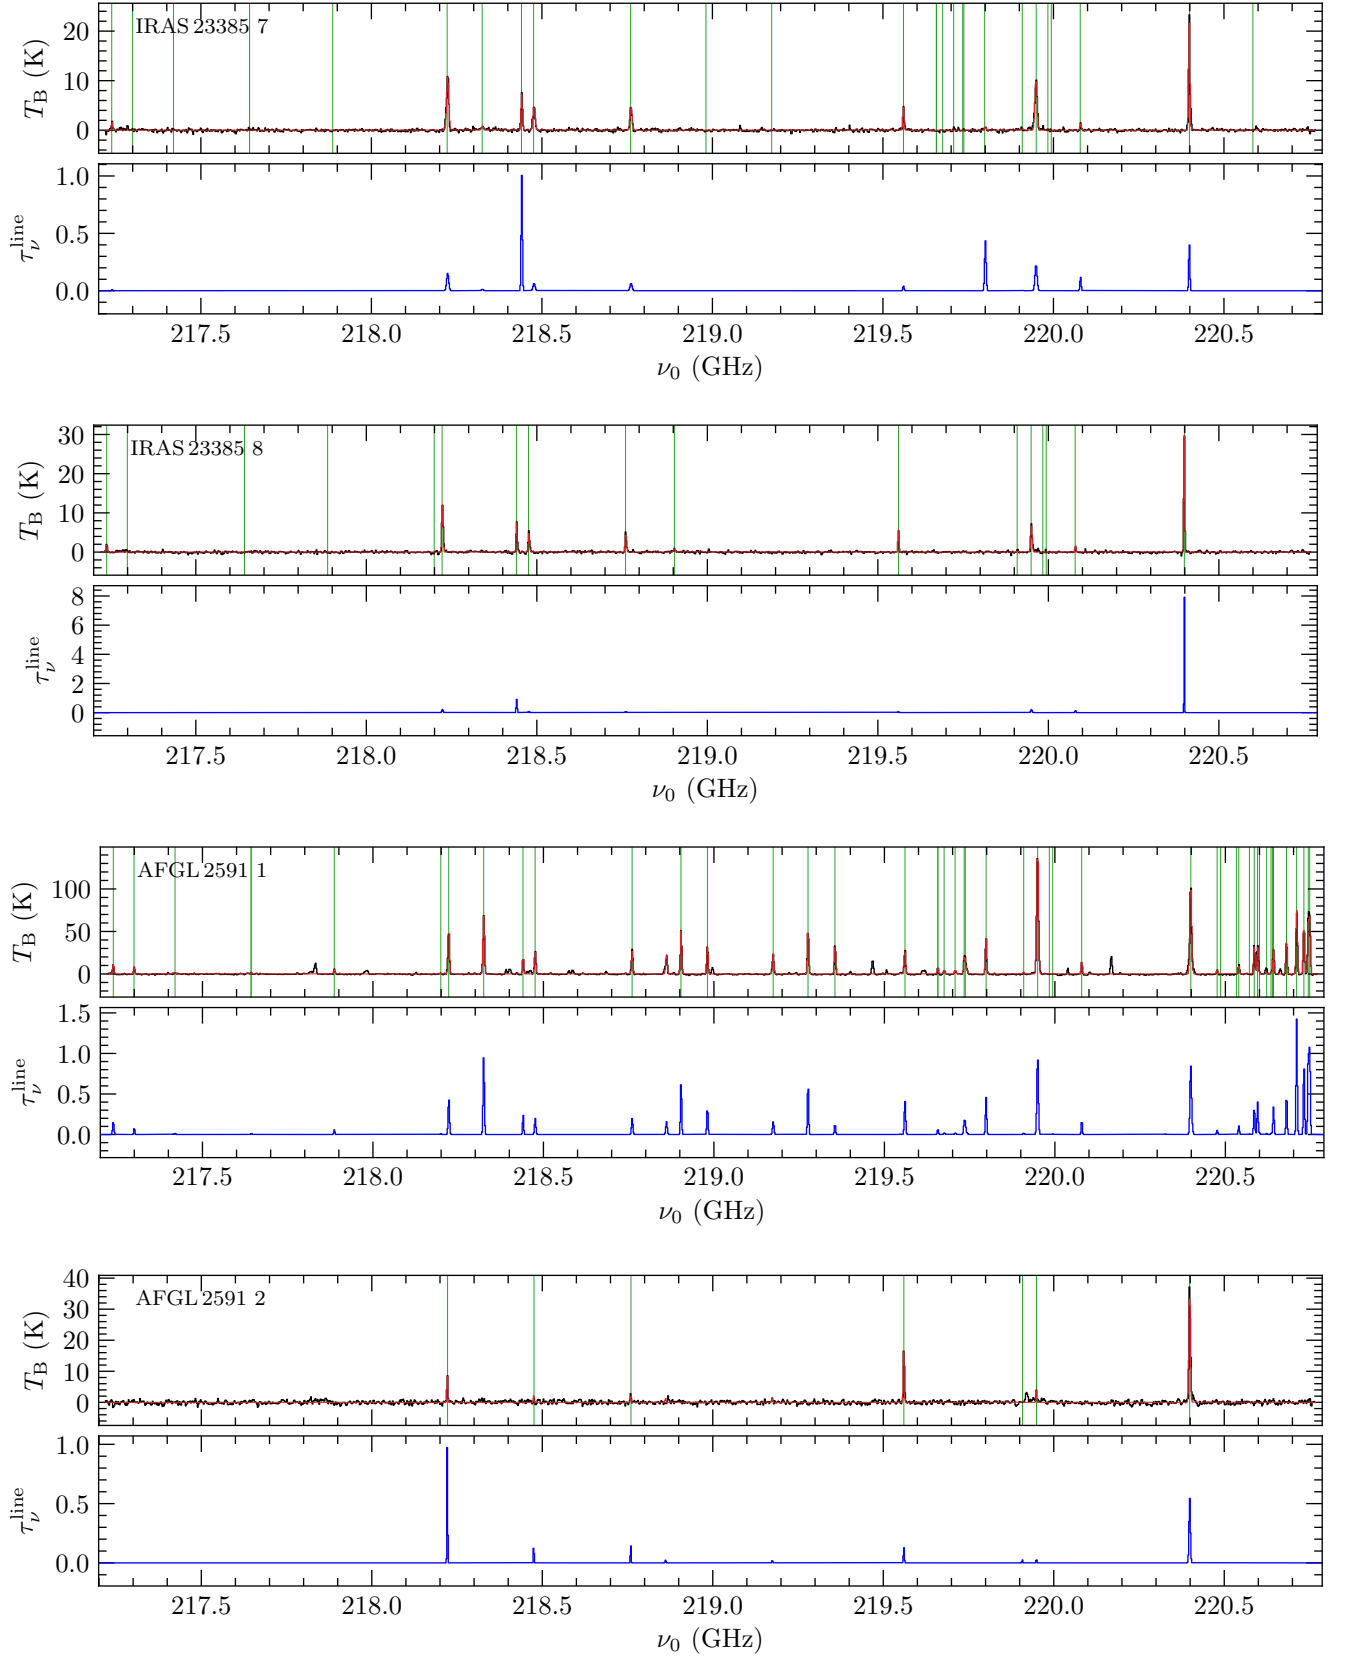 IRAS 23385 7
T_B (K)
20
10
0
τ_ν^line
1.0
0.5
0.0
217.5 218.0 218.5 219.0 219.5 220.0 220.5
ν_0 (GHz)
IRAS 23385 8
T_B (K)
30
20
10
0
τ_ν^line
8
6
4
2
0
217.5 218.0 218.5 219.0 219.5 220.0 220.5
ν_0 (GHz)
AFGL 2591 1
T_B (K)
100
50
0
τ_ν^line
1.5
1.0
0.5
0.0
217.5 218.0 218.5 219.0 219.5 220.0 220.5
ν_0 (GHz)
AFGL 2591 2
T_B (K)
40
30
20
10
0
τ_ν^line
1.0
0.5
0.0
217.5 218.0 218.5 219.0 219.5 220.0 220.5
ν_0 (GHz)